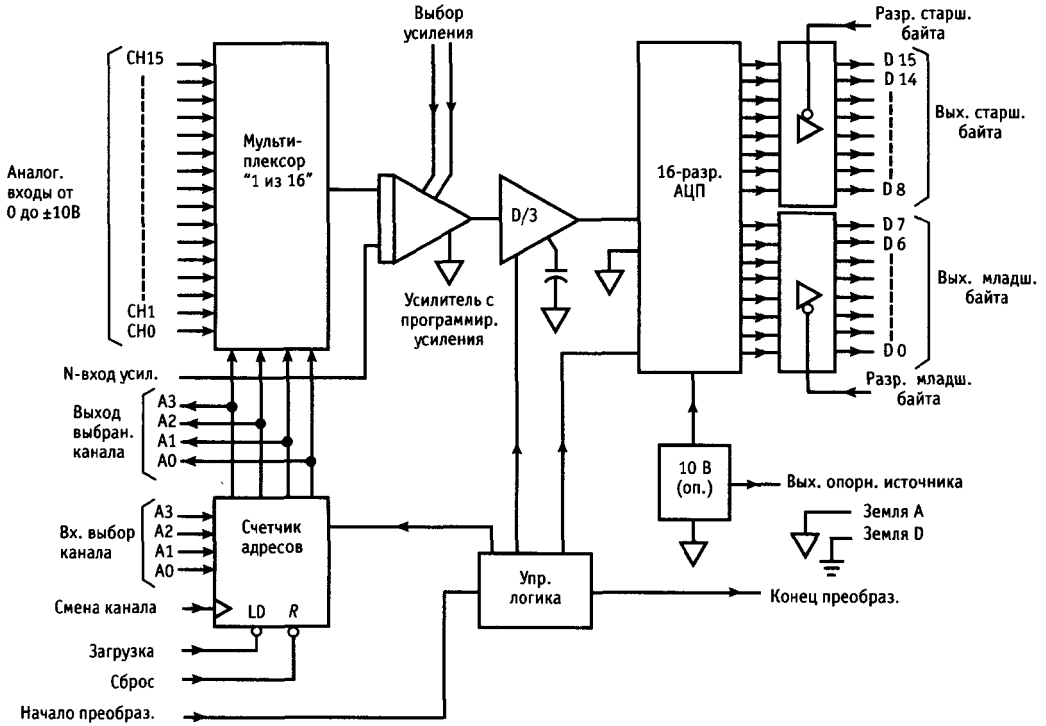 Выбор
усиления
Разр. старш.
байта
CH15
D 15
D 14
Вых. старш.
байта
Мульти-
плексор
"1 из 16"
16-разр.
АЦП
Аналог.
входы от
0 до ±10В
D/3
D 8
D 7
D 6
Вых. младш.
байта
Усилитель с
программир.
усиления
CH1
CH0
D 0
N-вход усил.
Разр. младш.
байта
Выход
выбран.
канала
A3
A2
A1
A0
10 В
(оп.)
Вых. опорн. источника
Земля А
Земля D
Вх. выбор
канала
A3
A2
A1
A0
Счетчик
адресов
Упр.
логика
Конец преобраз.
Смена канала
LD R
Загрузка
Сброс
Начало преобраз.